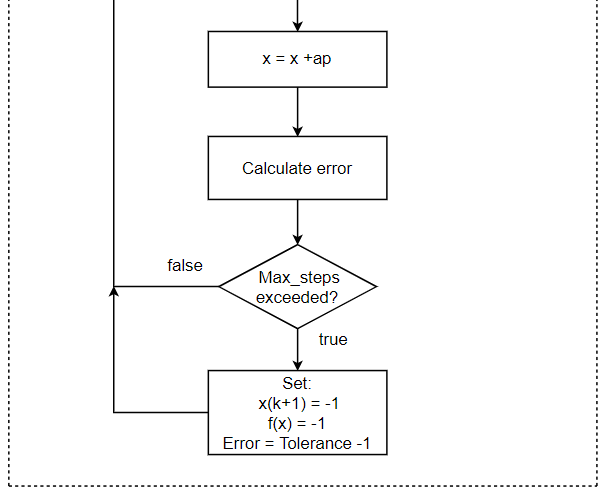 x = x +ap
Calculate error
false
Max_steps
exceeded?
true
Set:
x(k+1) = -1
f(x) = -1
Error = Tolerance -1